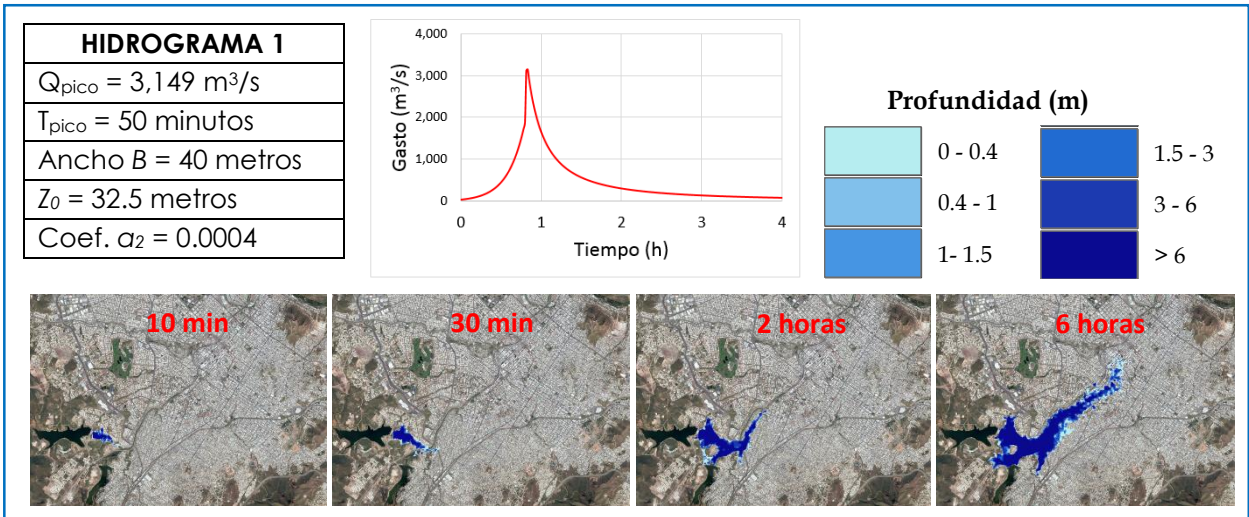 HIDROGRAMA 1
Qpico = 3,149 m³/s
Tpico = 50 minutos
Ancho B = 40 metros
Z0 = 32.5 metros
Coef. a2 = 0.0004
4,000
3,000
2,000
1,000
0
Gasto (m³/s)
0 1 2 3 4
Tiempo (h)
Profundidad (m)
0 - 0.4
1.5 - 3
0.4 - 1
3 - 6
1- 1.5
> 6
10 min
30 min
2 horas
6 horas